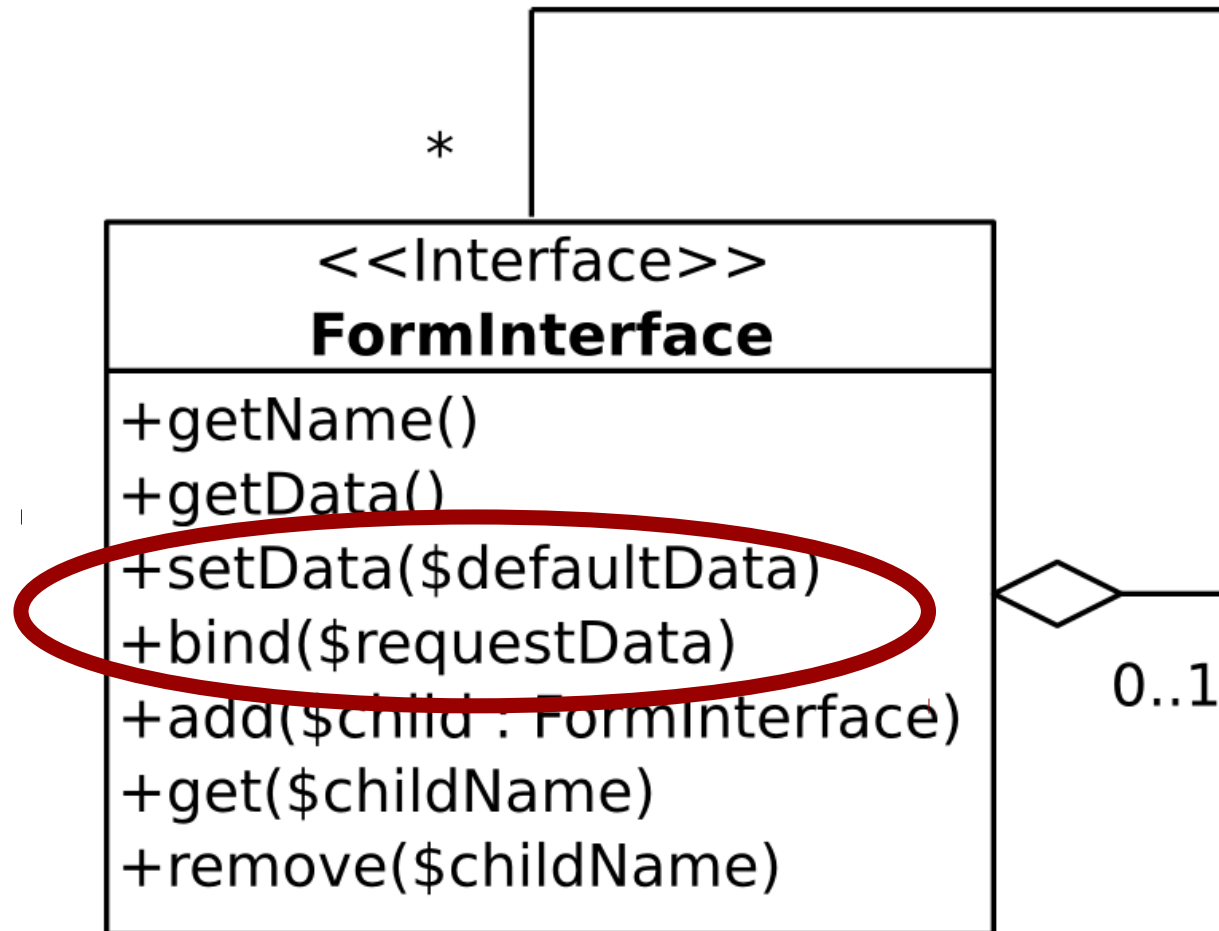 *
<<Interface>>
FormInterface
+getName()
+getData()
+setData($defaultData)
+bind($requestData)
0..1
+add($child : FormInterface)
+get($childName)
+remove($childName)